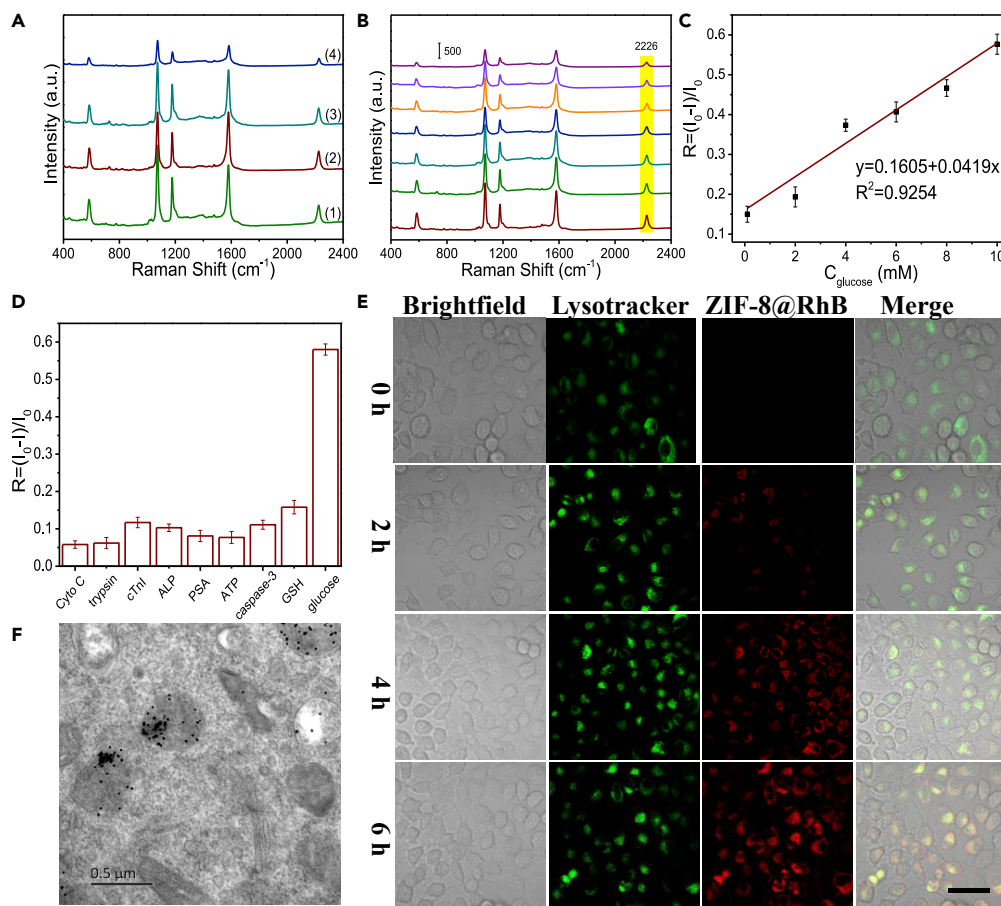 A
Intensity (a.u.)
(4)
(3)
(2)
(1)
400 800 1200 1600 2000 2400
Raman Shift (cm-1)
B
Intensity (a.u.)
500
2226
400 800 1200 1600 2000 2400
Raman Shift (cm-1)
C
R=(I0-I)/I0
0.6
0.5
0.4
0.3
0.2
0.1
y=0.1605+0.0419x
R2=0.9254
0 2 4 6 8 10
Cglucose (mM)
D
R=(I0-I)/I0
0.6
0.5
0.4
0.3
0.2
0.1
0.0
Cyto C trypsin cTnI ALP PSA ATP caspase-3 GSH glucose
E
Brightfield Lysotracker ZIF-8@RhB Merge
0 h
2 h
4 h
6 h
F
0.5 μm